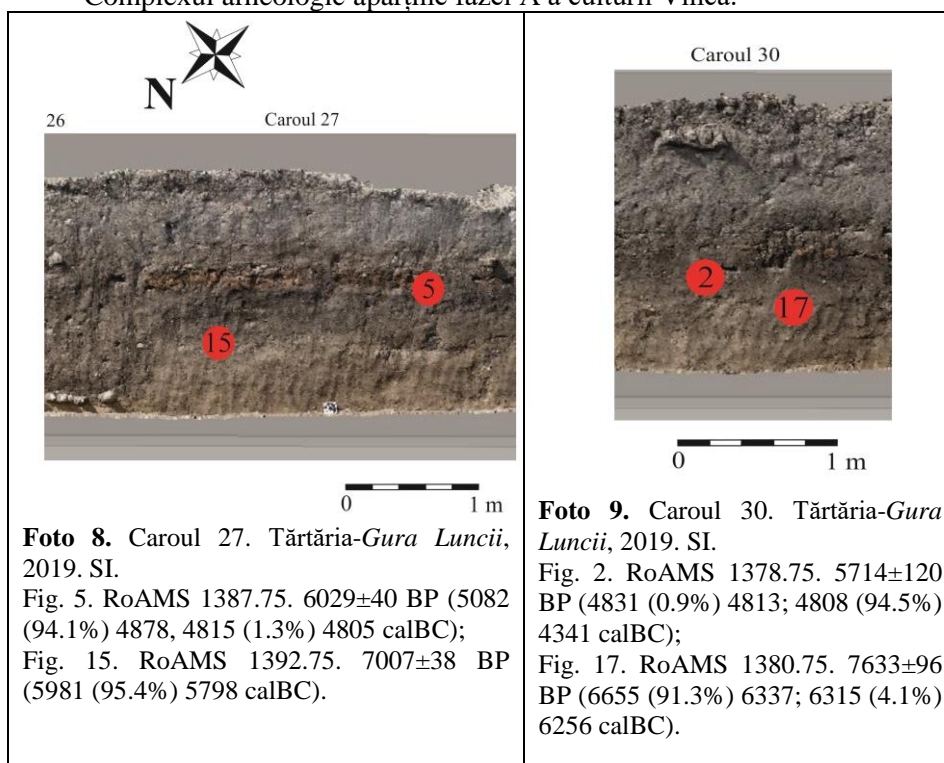 Complexul arheologic aparține fazei A a culturii Vinča.
N
26 Caroul 27
5
15
0 1 m
Foto 8. Caroul 27. Tărtăria-Gura Luncii,
2019. SI.
Fig. 5. RoAMS 1387.75. 6029±40 BP (5082
(94.1%) 4878, 4815 (1.3%) 4805 calBC);
Fig. 15. RoAMS 1392.75. 7007±38 BP
(5981 (95.4%) 5798 calBC).
Caroul 30
2
17
0 1 m
Foto 9. Caroul 30. Tărtăria-Gura
Luncii, 2019. SI.
Fig. 2. RoAMS 1378.75. 5714±120
BP (4831 (0.9%) 4813; 4808 (94.5%)
4341 calBC);
Fig. 17. RoAMS 1380.75. 7633±96
BP (6655 (91.3%) 6337; 6315 (4.1%)
6256 calBC).